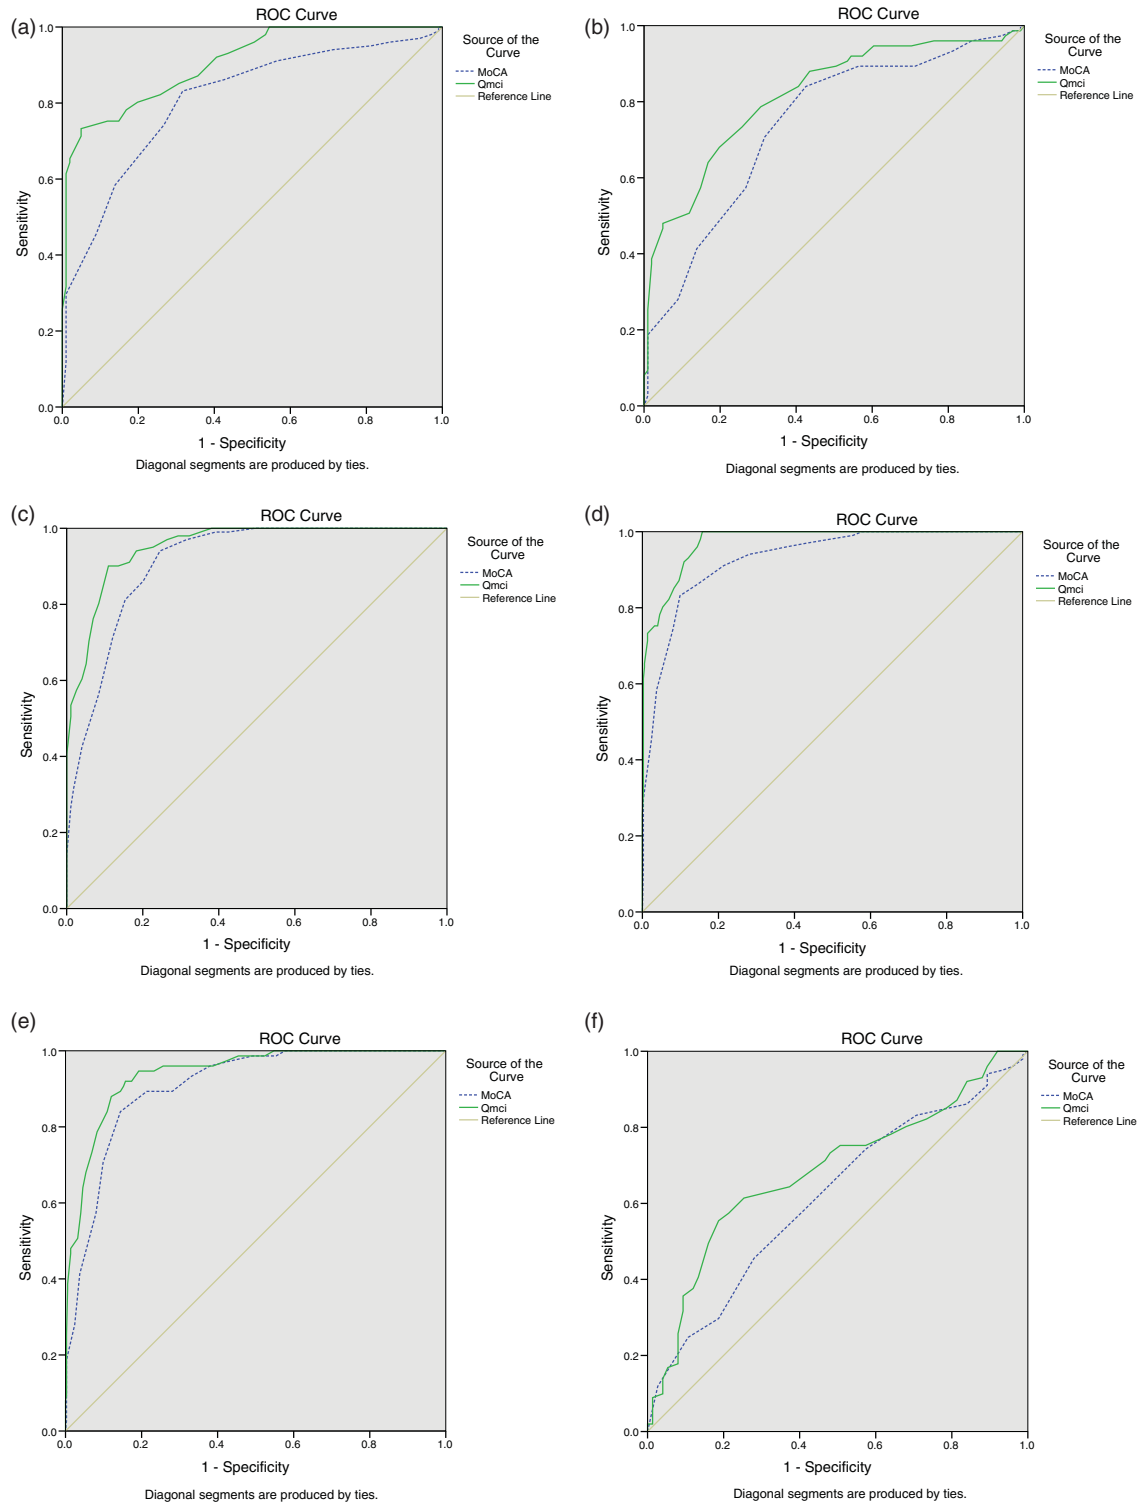 (a)
ROC Curve
1.0
0.8
0.6
0.4
0.2
0.0
Sensitivity
0.0 0.2 0.4 0.6 0.8 1.0
1 - Specificity
Diagonal segments are produced by ties.
Source of the
Curve
MoCA
Qmci
Reference Line
(b)
ROC Curve
1.0
0.8
0.6
0.4
0.2
0.0
Sensitivity
0.0 0.2 0.4 0.6 0.8 1.0
1 - Specificity
Diagonal segments are produced by ties.
Source of the
Curve
MoCA
Qmci
Reference Line
(c)
ROC Curve
1.0
0.8
0.6
0.4
0.2
0.0
Sensitivity
0.0 0.2 0.4 0.6 0.8 1.0
1 - Specificity
Diagonal segments are produced by ties.
Source of the
Curve
MoCA
Qmci
Reference Line
(d)
ROC Curve
1.0
0.8
0.6
0.4
0.2
0.0
Sensitivity
0.0 0.2 0.4 0.6 0.8 1.0
1 - Specificity
Diagonal segments are produced by ties.
Source of the
Curve
MoCA
Qmci
Reference Line
(e)
ROC Curve
1.0
0.8
0.6
0.4
0.2
0.0
Sensitivity
0.0 0.2 0.4 0.6 0.8 1.0
1 - Specificity
Diagonal segments are produced by ties.
Source of the
Curve
MoCA
Qmci
Reference Line
(f)
ROC Curve
1.0
0.8
0.6
0.4
0.2
0.0
Sensitivity
0.0 0.2 0.4 0.6 0.8 1.0
1 - Specificity
Diagonal segments are produced by ties.
Source of the
Curve
MoCA
Qmci
Reference Line